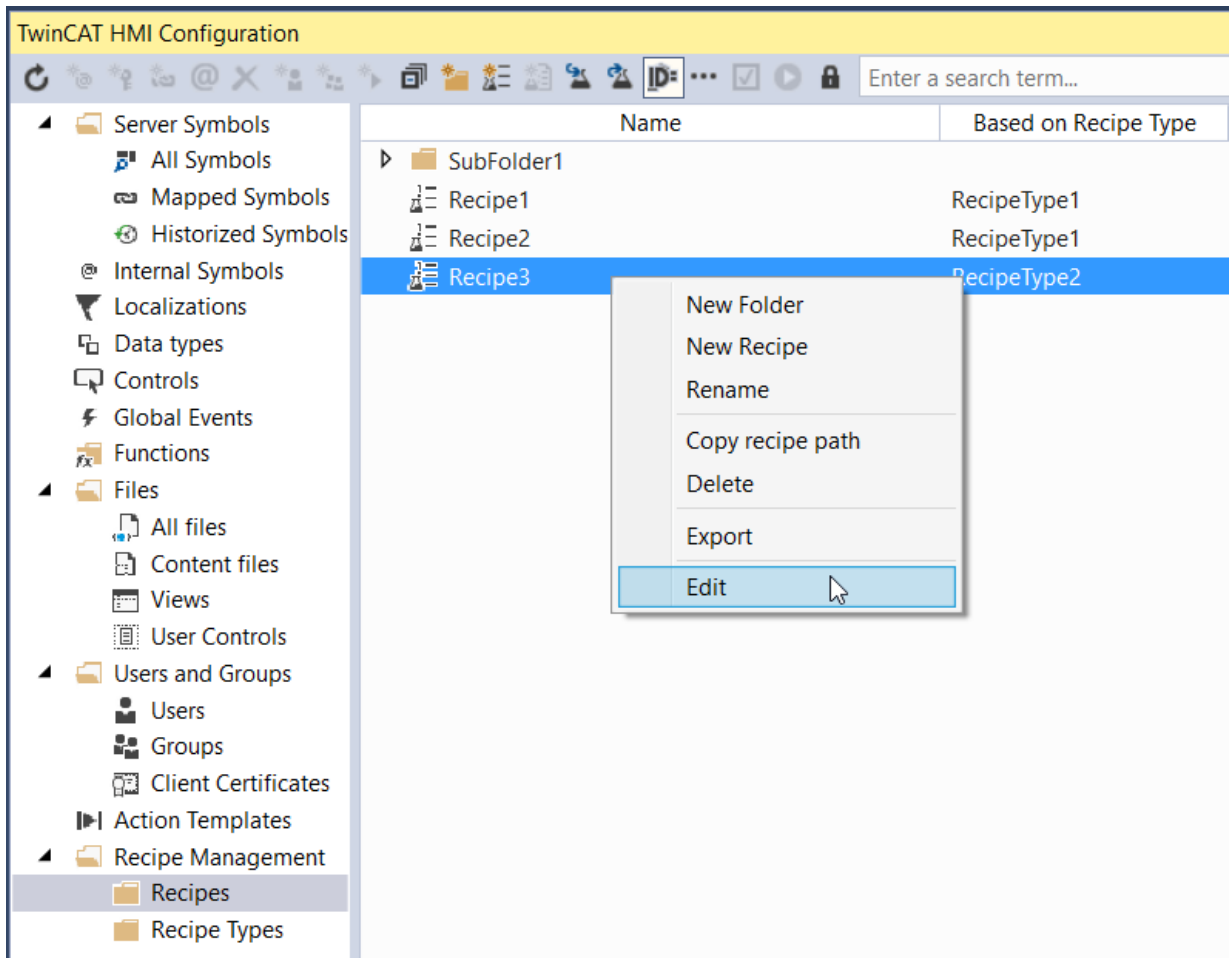 TwinCAT HMI Configuration
ID=
Enter a search term...
Server Symbols
All Symbols
Mapped Symbols
Historized Symbols
Internal Symbols
Localizations
Data types
Controls
Global Events
Functions
Files
All files
Content files
Views
User Controls
Users and Groups
Users
Groups
Client Certificates
Action Templates
Recipe Management
Recipes
Recipe Types
Name Based on Recipe Type
SubFolder1
Recipe1 RecipeType1
Recipe2 RecipeType1
Recipe3 RecipeType2
New Folder
New Recipe
Rename
Copy recipe path
Delete
Export
Edit